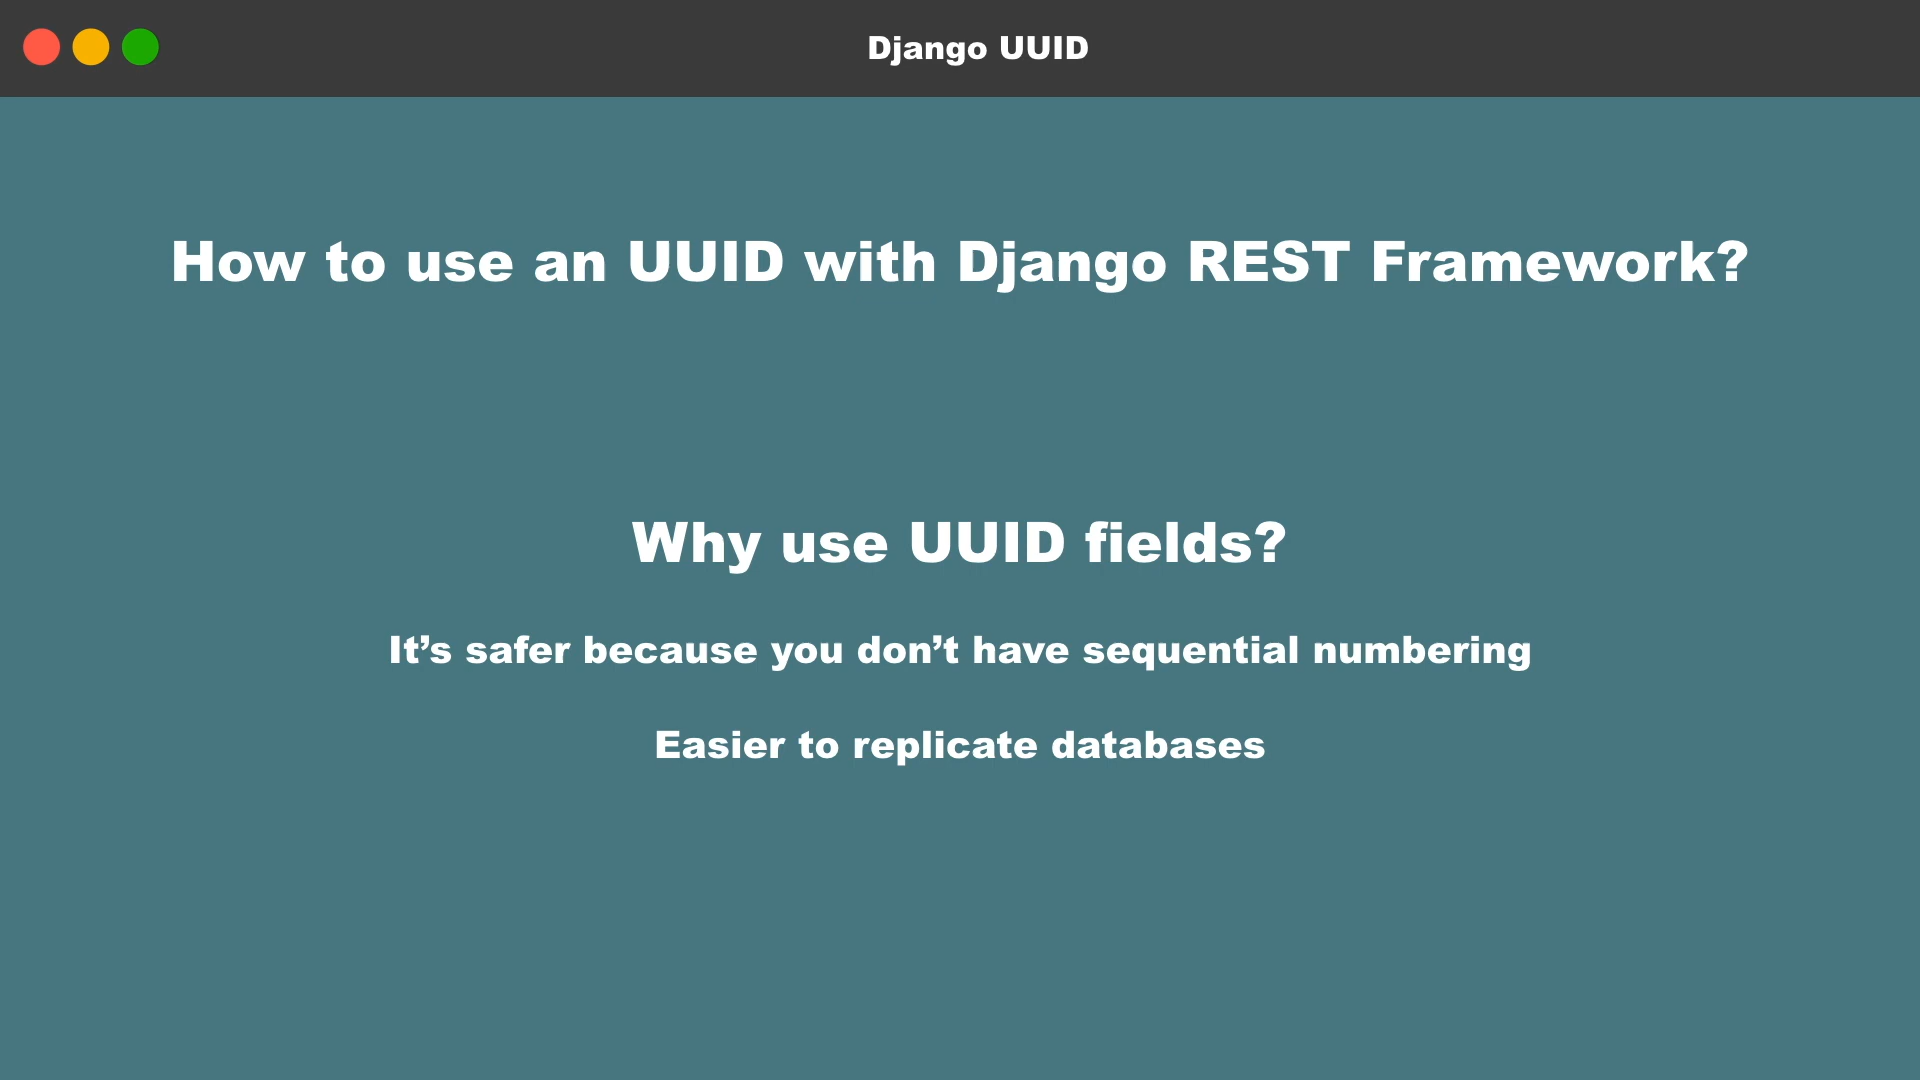 Django UUID
How to use an UUID with Django REST Framework?
Why use UUID fields?
It’s safer because you don’t have sequential numbering
Easier to replicate databases